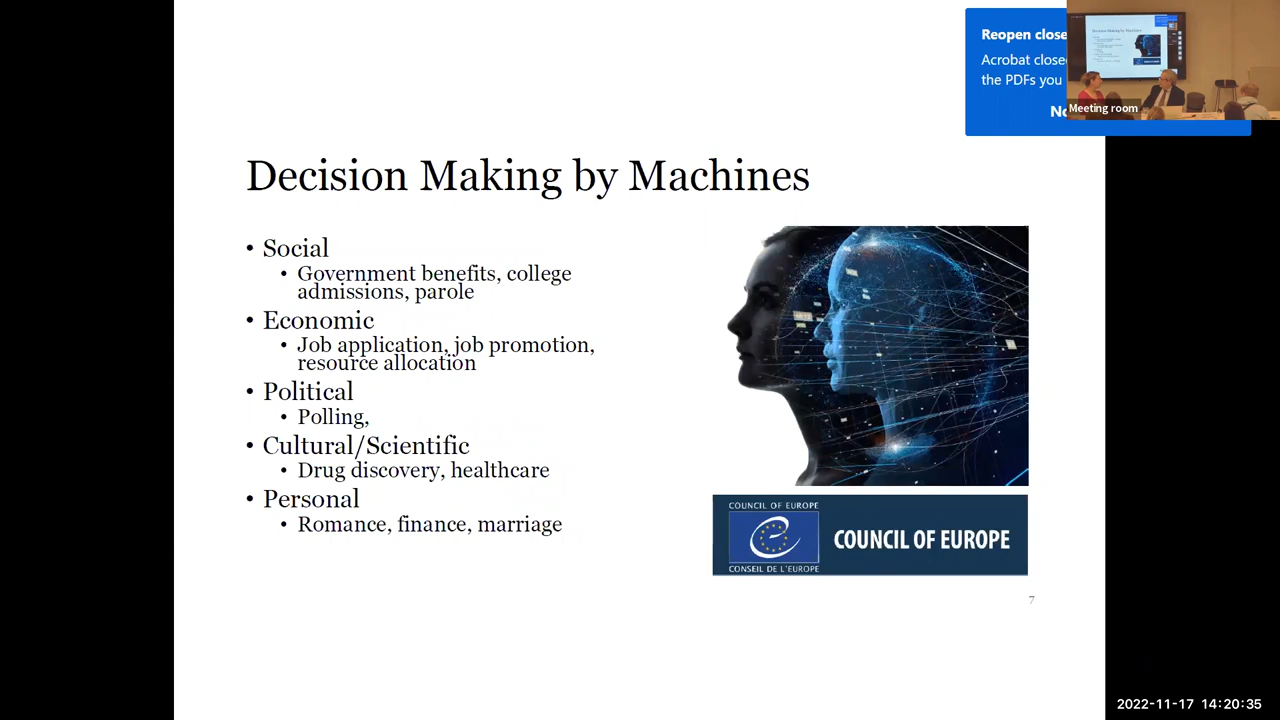 Reopen close
Acrobat close
the PDFs you
No
Meeting room
Decision Making by Machines
• Social
• Government benefits, college
admissions, parole
• Economic
• Job application, job promotion,
resource allocation
• Political
• Polling,
• Cultural/Scientific
• Drug discovery, healthcare
• Personal
• Romance, finance, marriage
COUNCIL OF EUROPE
COUNCIL OF EUROPE
CONSEIL DE L'EUROPE
7
2022-11-17 14:20:35